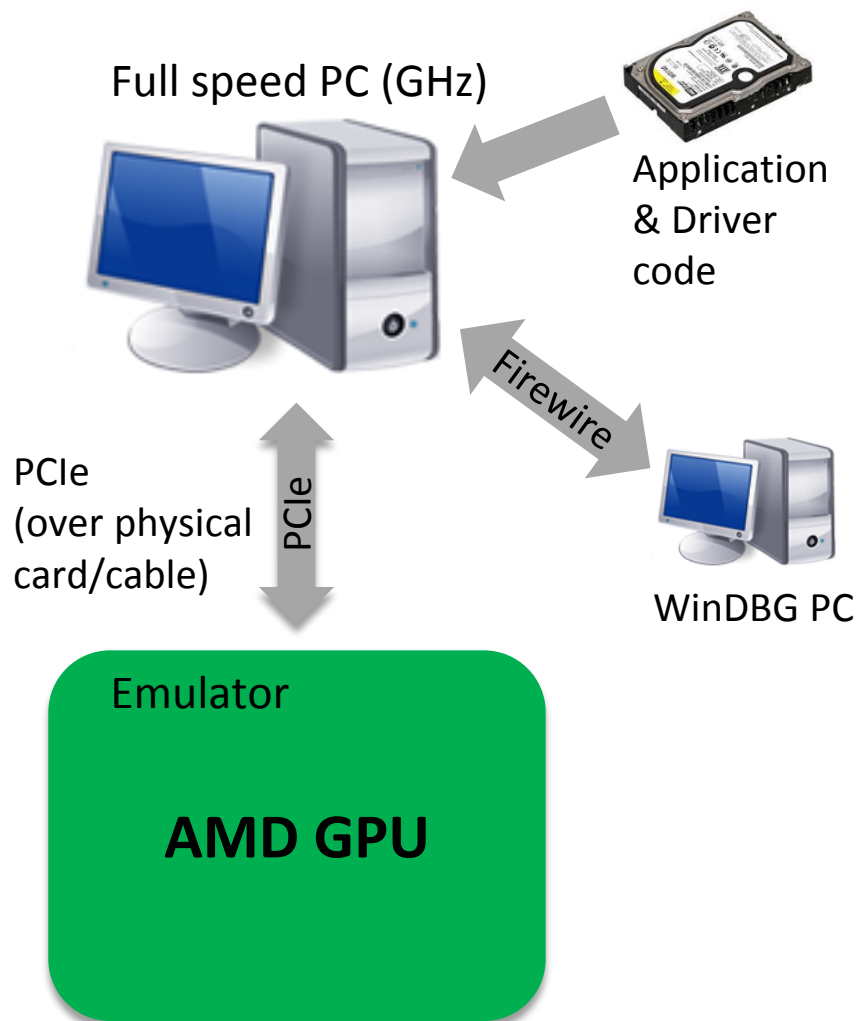 Full speed PC (GHz)
Application
& Driver
code
Firewire
PCIe
(over physical
card/cable)
PCIe
WinDBG PC
Emulator
AMD GPU